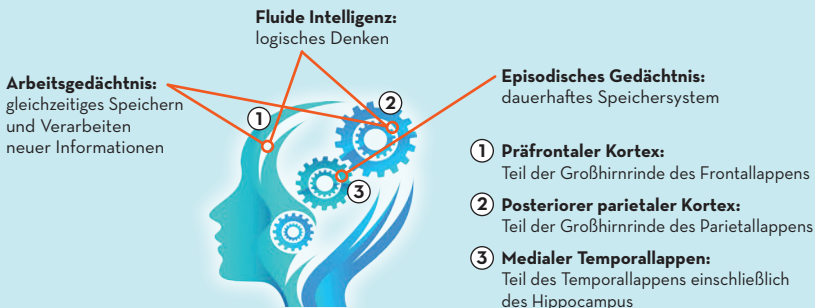 Fluide Intelligenz:
logisches Denken
Arbeitsgedächtnis:
gleichzeitiges Speichern
und Verarbeiten
neuer Informationen
1
2
3
Episodisches Gedächtnis:
dauerhaftes Speichersystem
1 Präfrontaler Kortex:
Teil der Großhirnrinde des Frontallappens
2 Posteriorer parietaler Kortex:
Teil der Großhirnrinde des Parietallappens
3 Medialer Temporallappen:
Teil des Temporallappens einschließlich
des Hippocampus